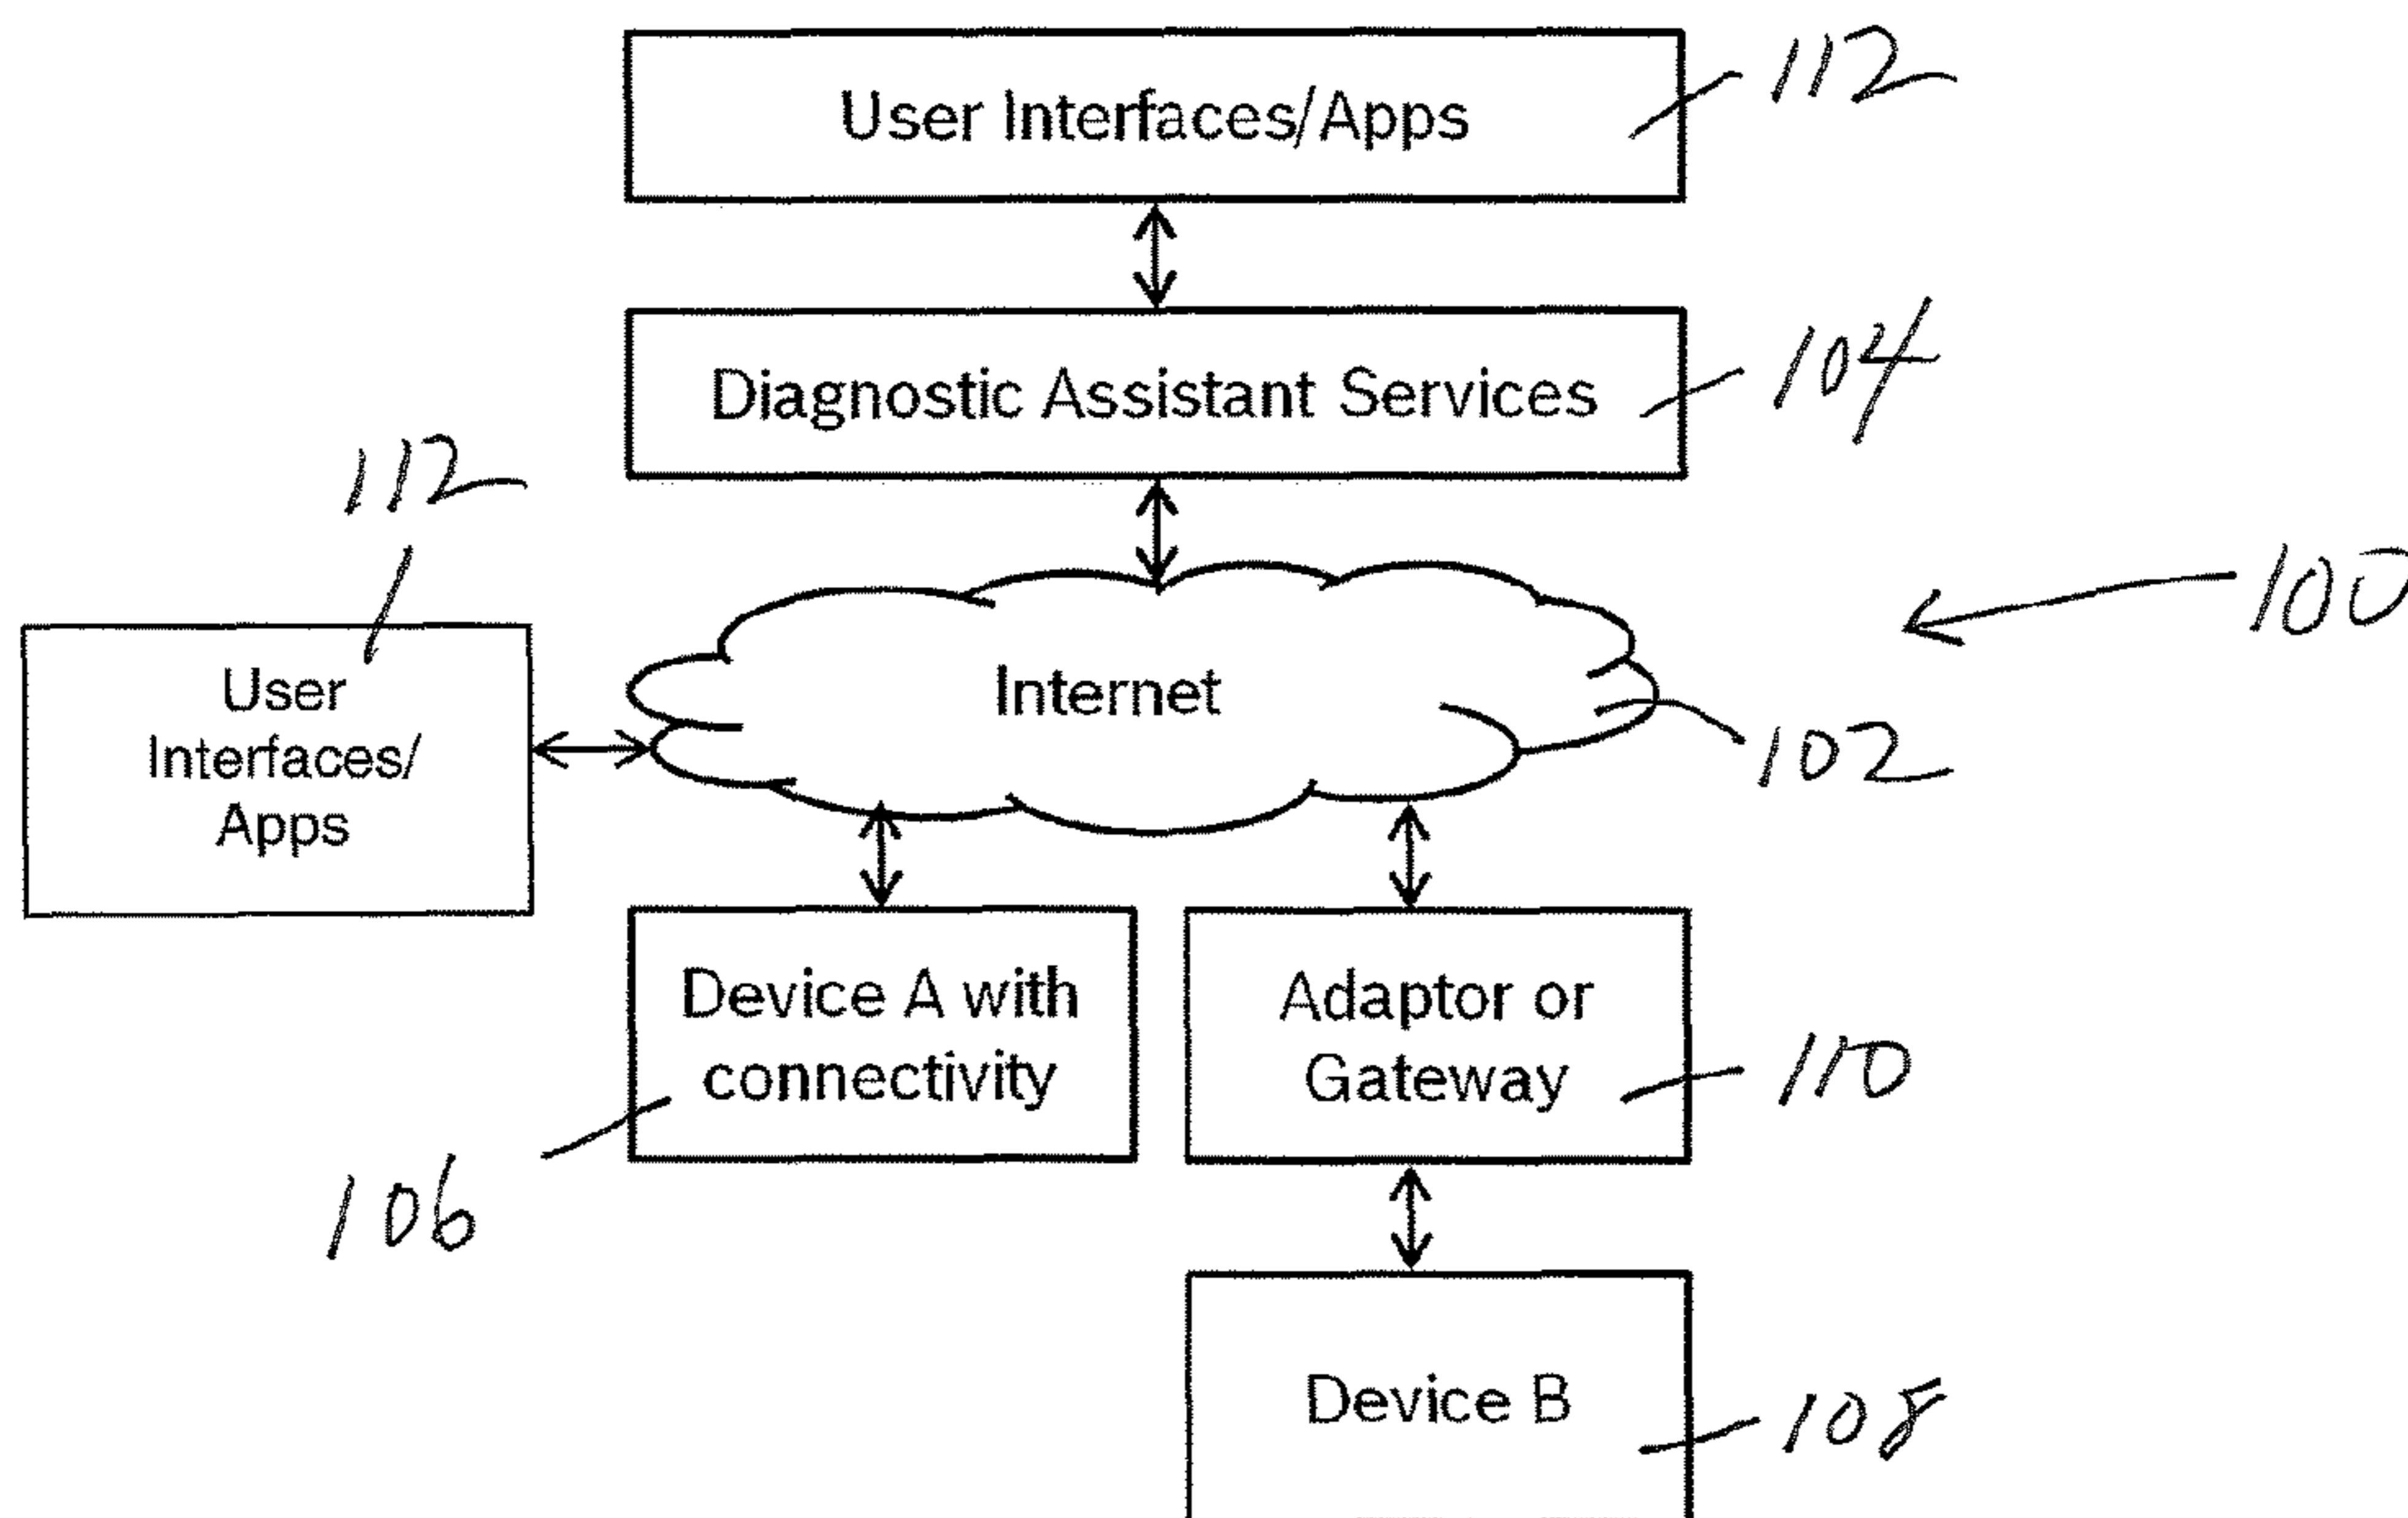 User Interfaces/Apps
112
Diagnostic Assistant Services
104
112
100
User
Interfaces/
Apps
Internet
102
Device A with
connectivity
106
Adaptor or
Gateway
110
Device B
108